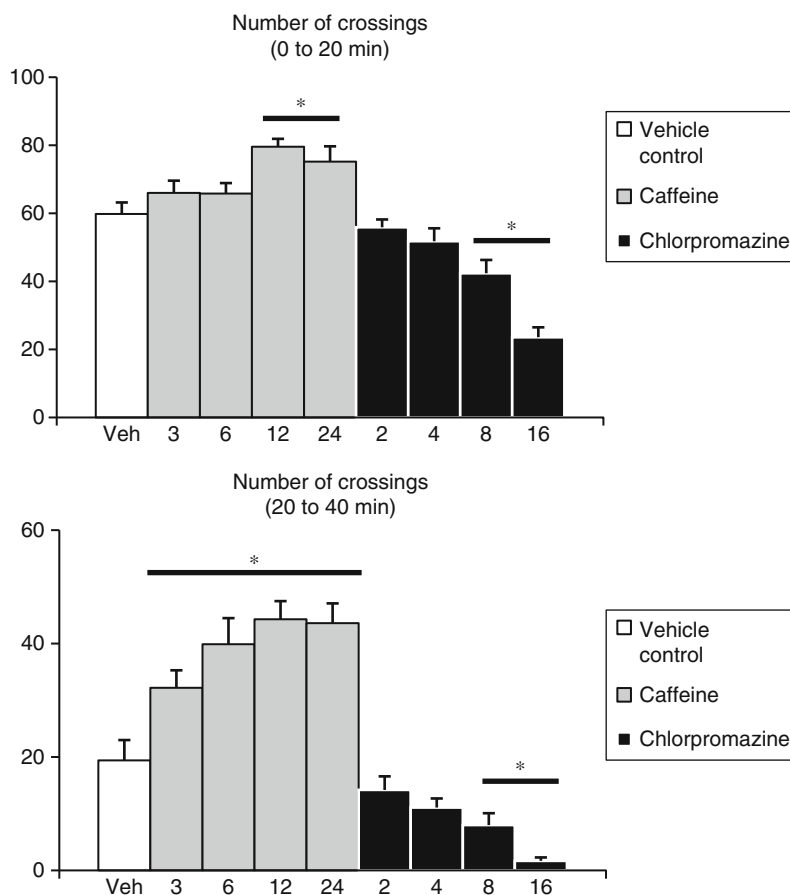 Number of crossings
(0 to 20 min)
100
80
60
40
20
0
*
*
Veh 3 6 12 24 2 4 8 16
Vehicle
control
Caffeine
Chlorpromazine
Number of crossings
(20 to 40 min)
60
40
20
0
*
*
Veh 3 6 12 24 2 4 8 16
Vehicle
control
Caffeine
Chlorpromazine